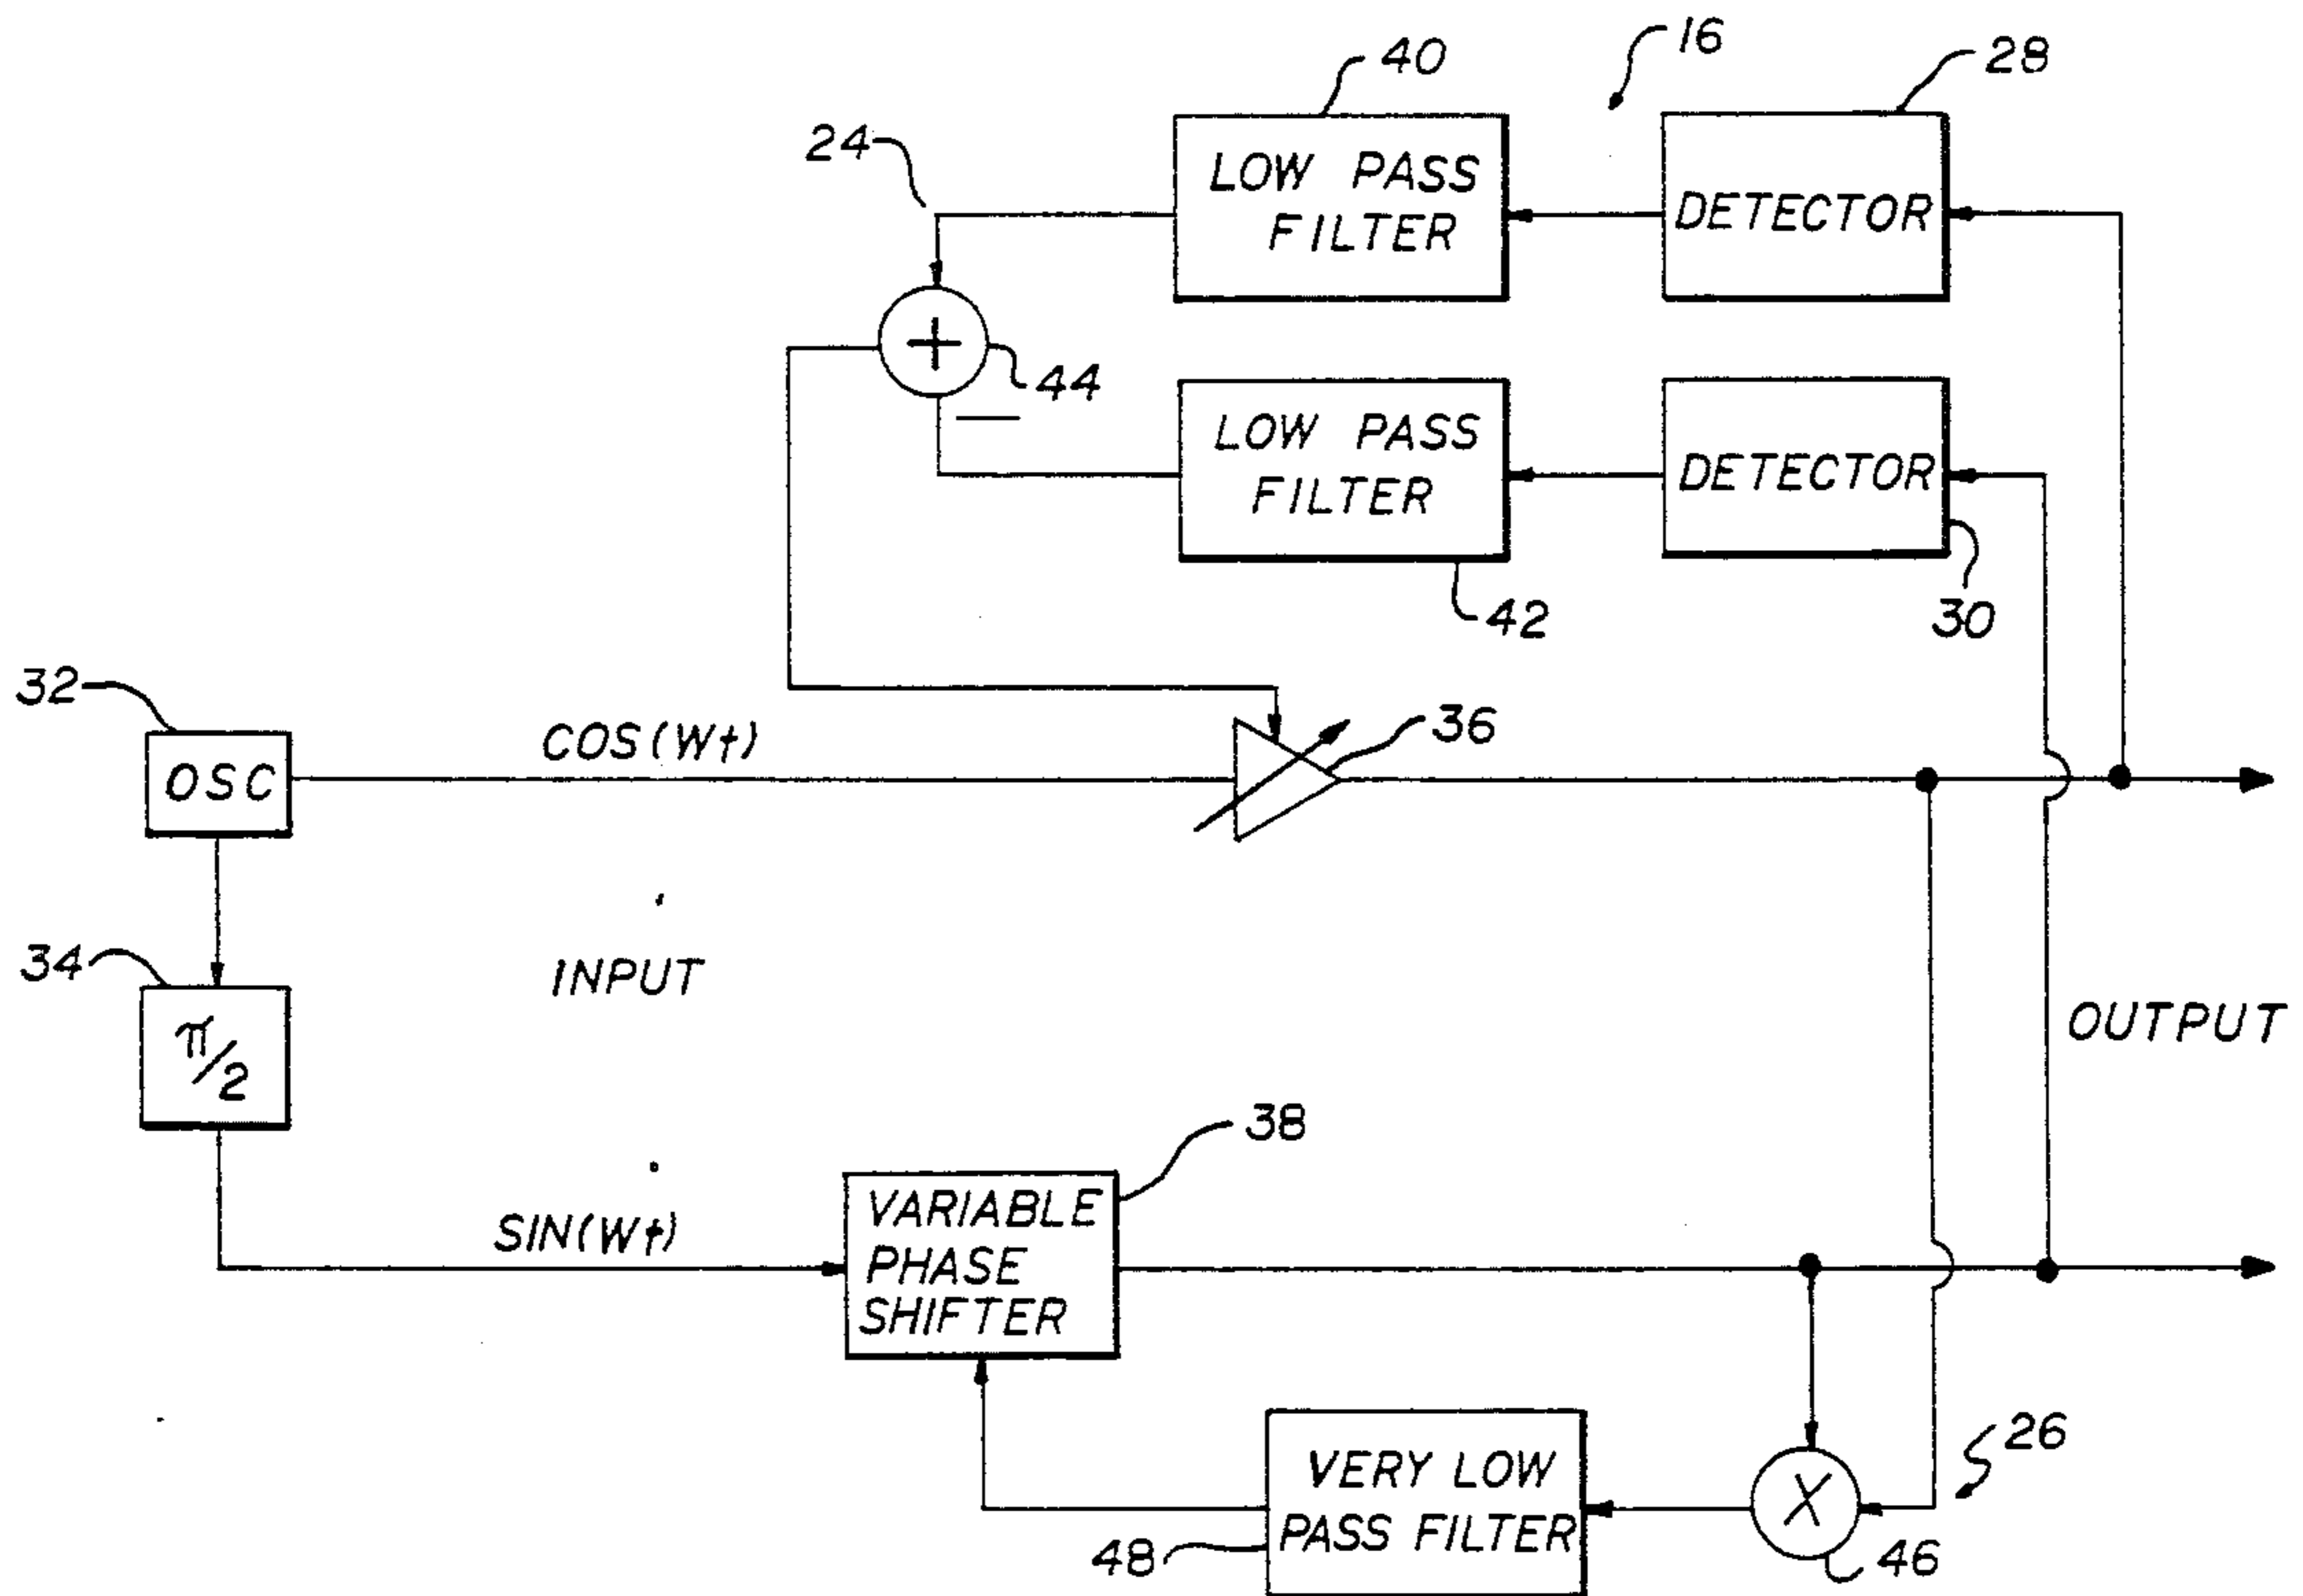 16
40
28
24
LOW PASS
FILTER
DETECTOR
+
44
—
LOW PASS
FILTER
DETECTOR
42
30
32
OSC
COS(Wt)
36
34
π/2
INPUT
OUTPUT
38
SIN(Wt)
VARIABLE
PHASE
SHIFTER
26
VERY LOW
PASS FILTER
X
48
46